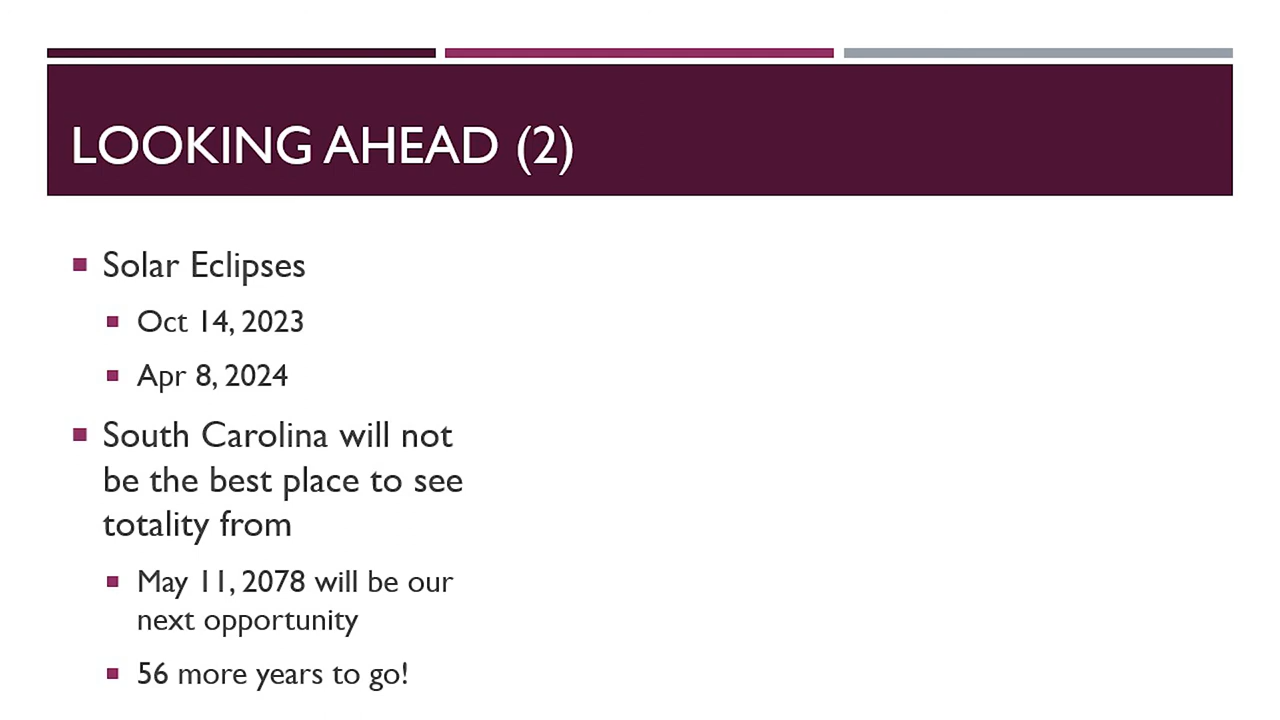 LOOKING AHEAD (2)
Solar Eclipses
Oct 14, 2023
Apr 8, 2024
South Carolina will not
be the best place to see
totality from
May 11, 2078 will be our
next opportunity
56 more years to go!